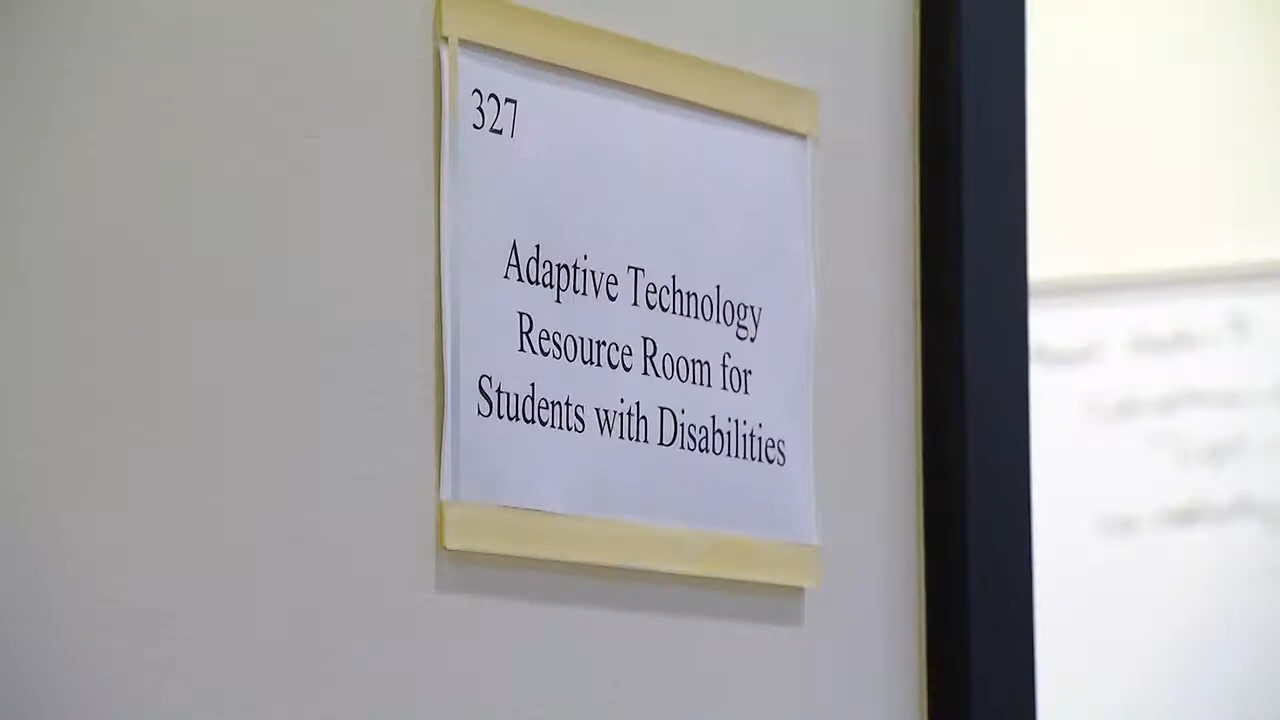 327
Adaptive Technology
Resource Room for
Students with Disabilities